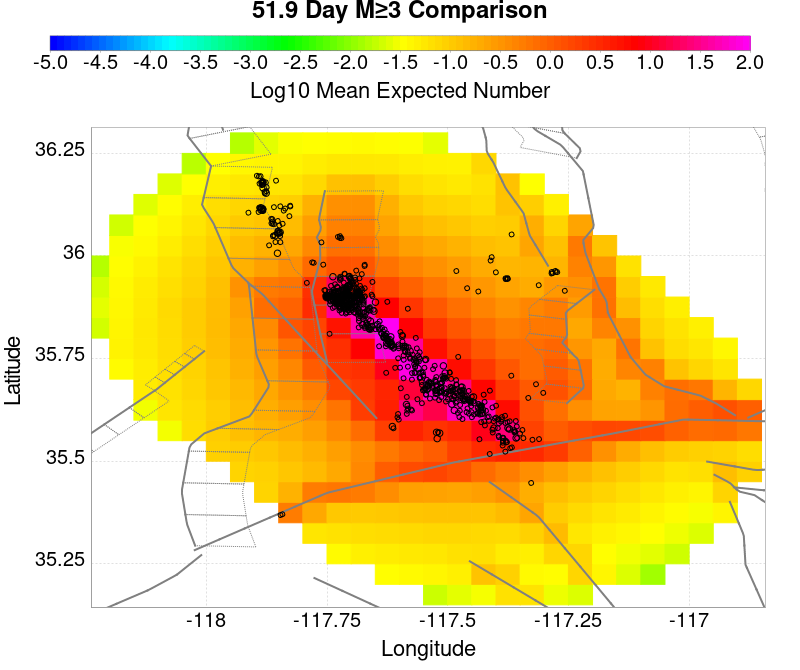 51.9 Day M≥3 Comparison
-5.0 -4.5 -4.0 -3.5 -3.0 -2.5 -2.0 -1.5 -1.0 -0.5 0.0 0.5 1.0 1.5 2.0
Log10 Mean Expected Number
36.25
36
35.75
35.5
35.25
Latitude
-118 -117.75 -117.5 -117.25 -117
Longitude